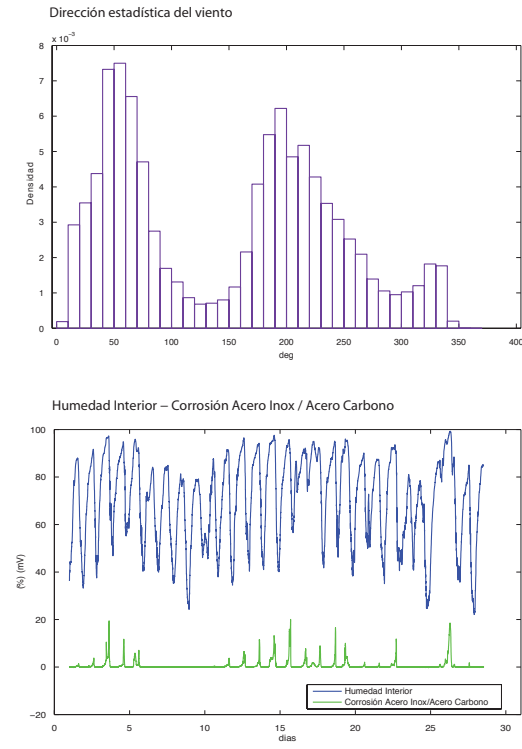 Dirección estadística del viento
x 10⁻³
8
7
6
5
4
3
2
1
0
Densidad
0 50 100 150 200 250 300 350 400
deg
Humedad Interior – Corrosión Acero Inox / Acero Carbono
100
80
60
40
20
0
−20
(%) (mV)
0 5 10 15 20 25 30
dias
Humedad Interior
Corrosión Acero Inox/Acero Carbono